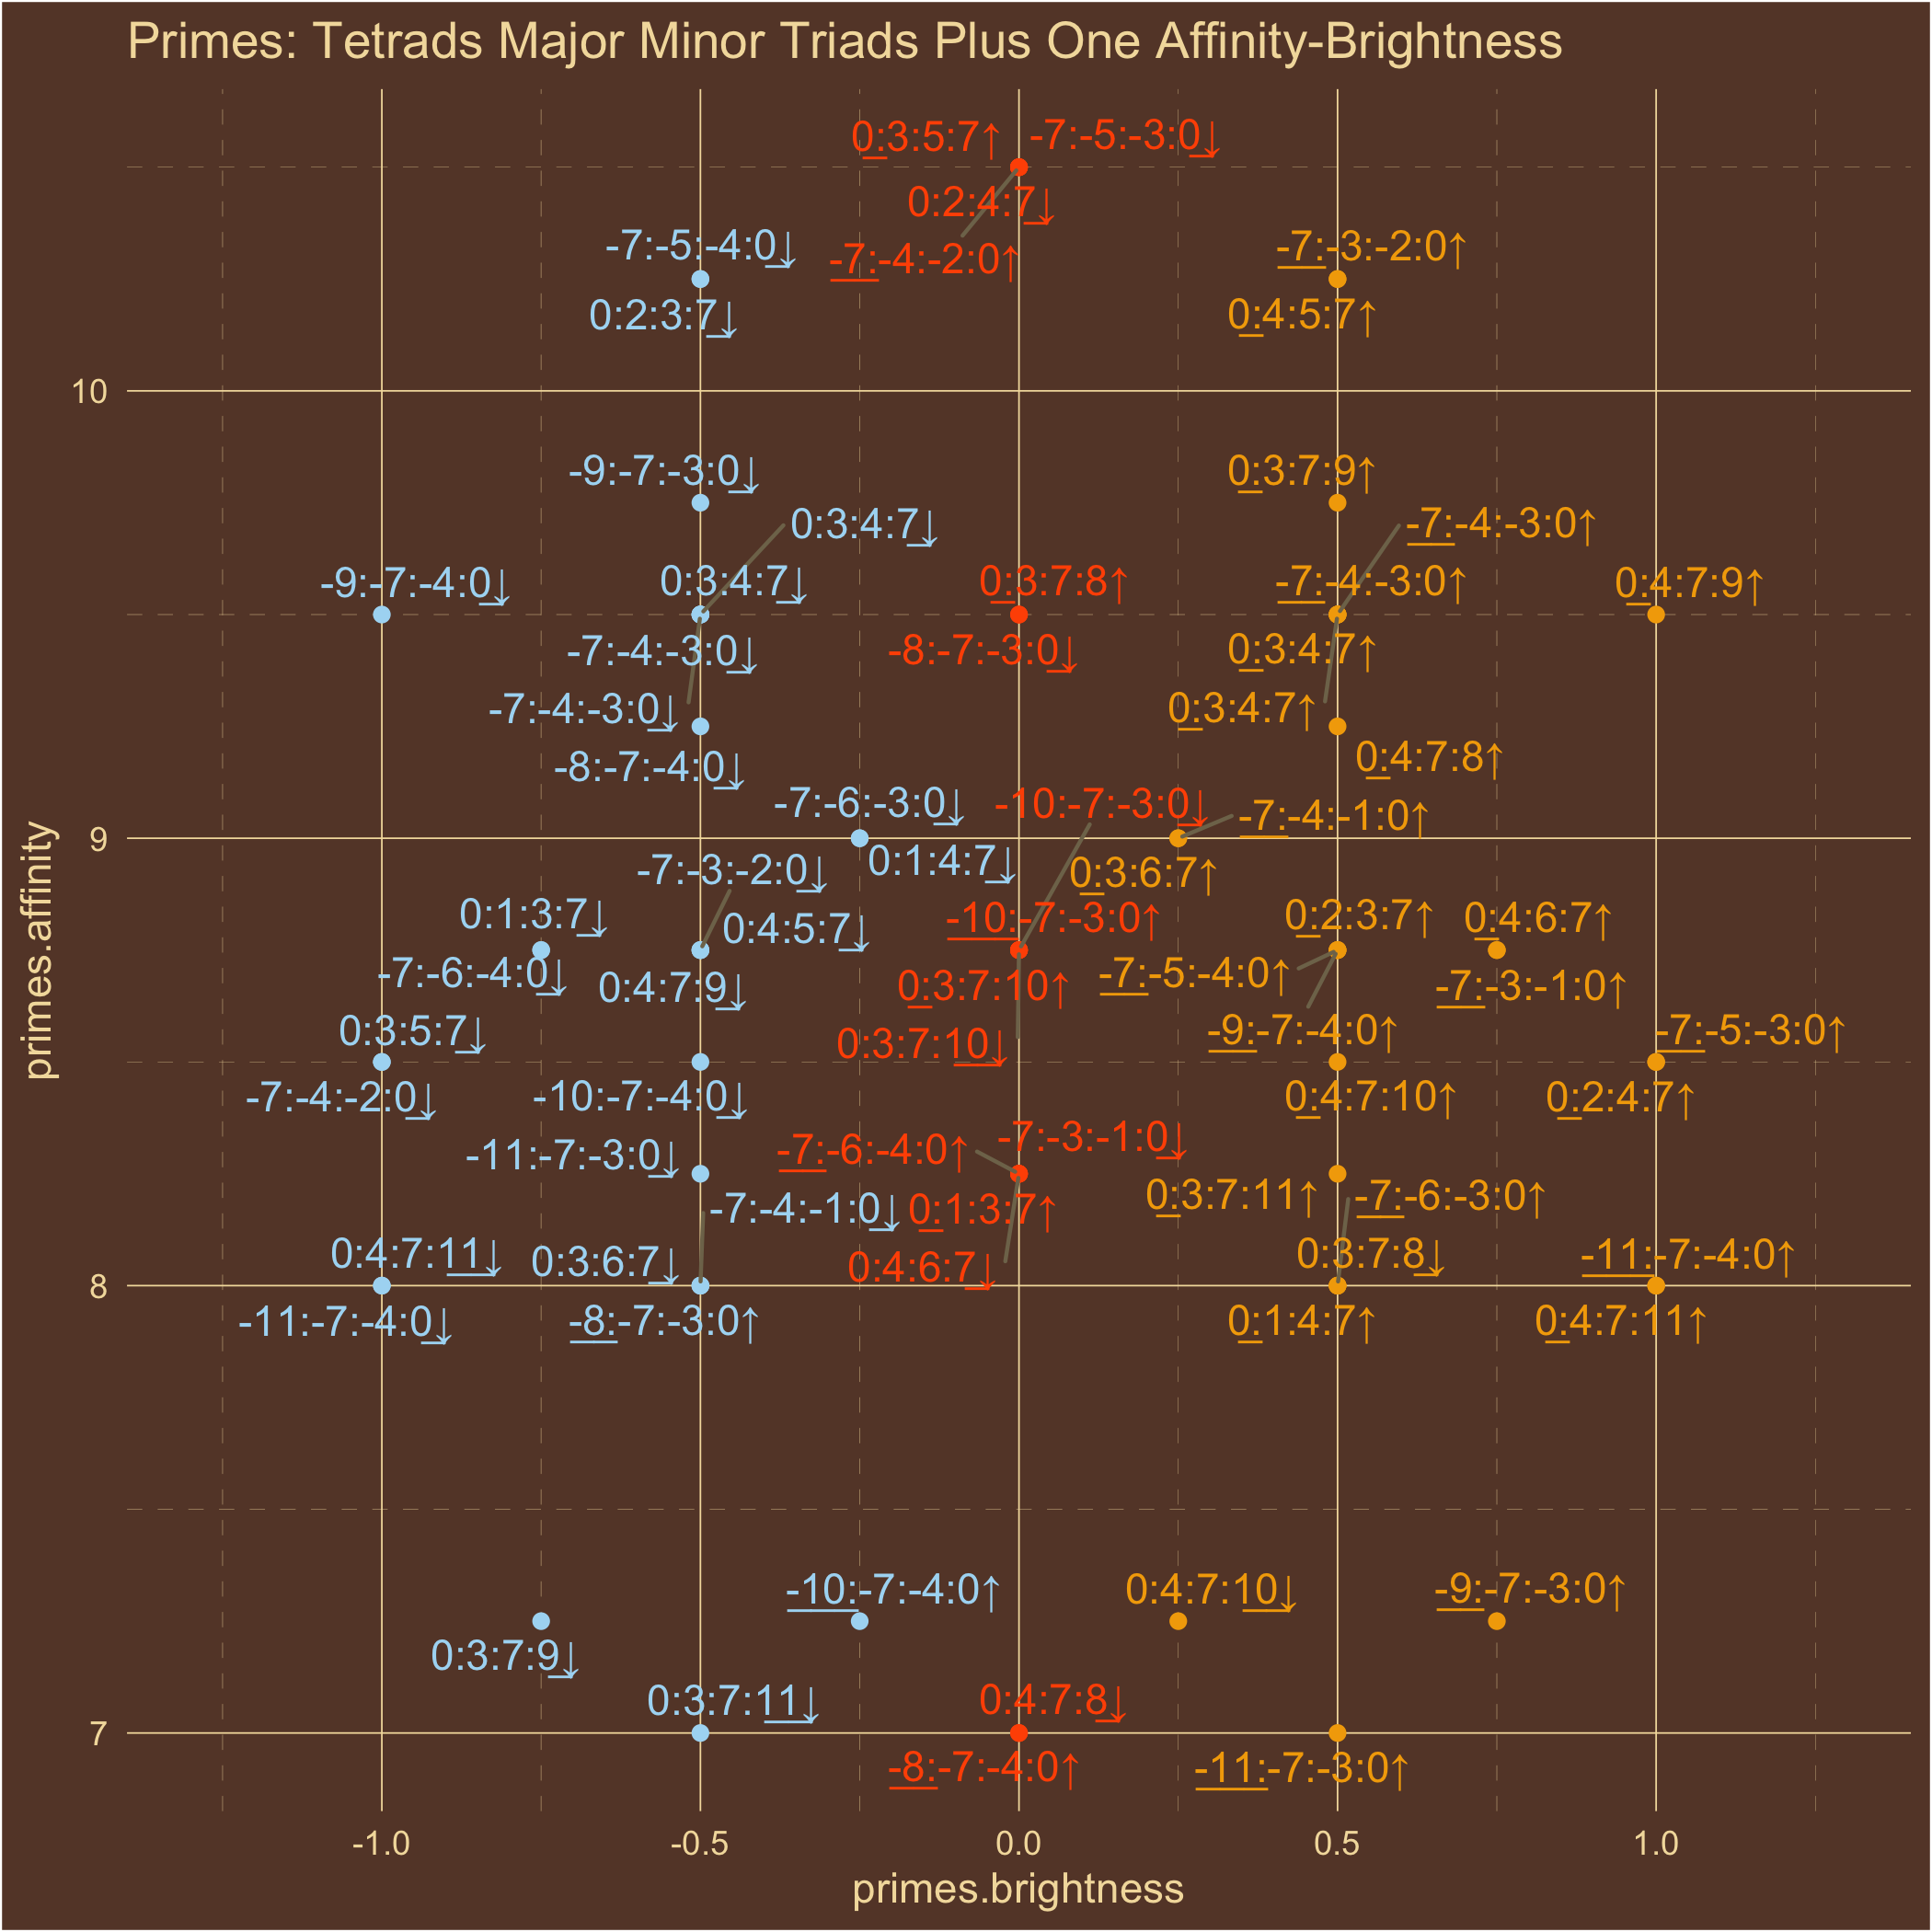 Primes: Tetrads Major Minor Triads Plus One Affinity-Brightness
0:3:5:7↑ -7:-5:-3:0↓
0:2:4:7↓
-7:-5:-4:0↓ -7:-4:-2:0↑ -7:-3:-2:0↑
0:2:3:7↓ 0:4:5:7↑
10
-9:-7:-3:0↓ 0:3:7:9↑
0:3:4:7↓ -7:-4:-3:0↑
-9:-7:-4:0↓ 0:3:4:7↓ 0:3:7:8↑ -7:-4:-3:0↑ 0:4:7:9↑
-7:-4:-3:0↓ -8:-7:-3:0↓ 0:3:4:7↑
-7:-4:-3:0↓ 0:3:4:7↑
-8:-7:-4:0↓ 0:4:7:8↑
-7:-6:-3:0↓ -10:-7:-3:0↓ -7:-4:-1:0↑
9
-7:-3:-2:0↓ 0:1:4:7↓ 0:3:6:7↑
0:1:3:7↓ 0:4:5:7↓ -10:-7:-3:0↑ 0:2:3:7↑ 0:4:6:7↑
-7:-6:-4:0↓ 0:4:7:9↓ 0:3:7:10↑ -7:-5:-4:0↑ -7:-3:-1:0↑
0:3:5:7↓ 0:3:7:10↓ -9:-7:-4:0↑ -7:-5:-3:0↑
-7:-4:-2:0↓ -10:-7:-4:0↓ 0:4:7:10↑ 0:2:4:7↑
-11:-7:-3:0↓ -7:-6:-4:0↑ -7:-3:-1:0↓
-7:-4:-1:0↓ 0:1:3:7↑ 0:3:7:11↑ -7:-6:-3:0↑
0:4:7:11↓ 0:3:6:7↓ 0:4:6:7↓ 0:3:7:8↓ -11:-7:-4:0↑
8
-11:-7:-4:0↓ -8:-7:-3:0↑ 0:1:4:7↑ 0:4:7:11↑
-10:-7:-4:0↑ 0:4:7:10↓ -9:-7:-3:0↑
0:3:7:9↓
0:3:7:11↓ 0:4:7:8↓
7
-8:-7:-4:0↑ -11:-7:-3:0↑
-1.0 -0.5 0.0 0.5 1.0
primes.brightness
primes.affinity